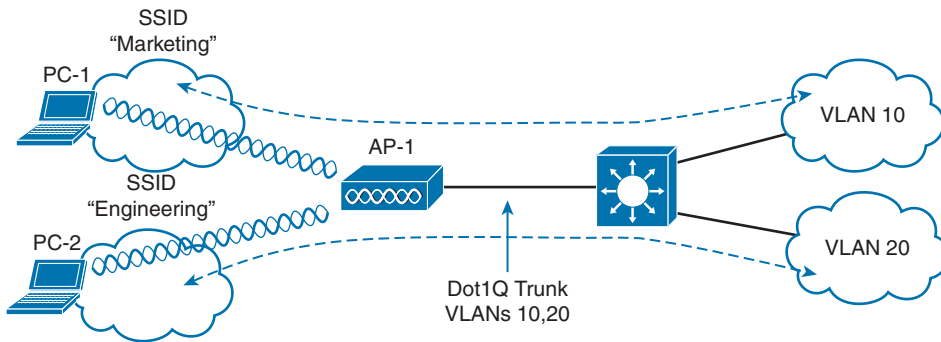 SSID
“Marketing”
PC-1
VLAN 10
AP-1
SSID
“Engineering”
PC-2
VLAN 20
Dot1Q Trunk
VLANs 10,20